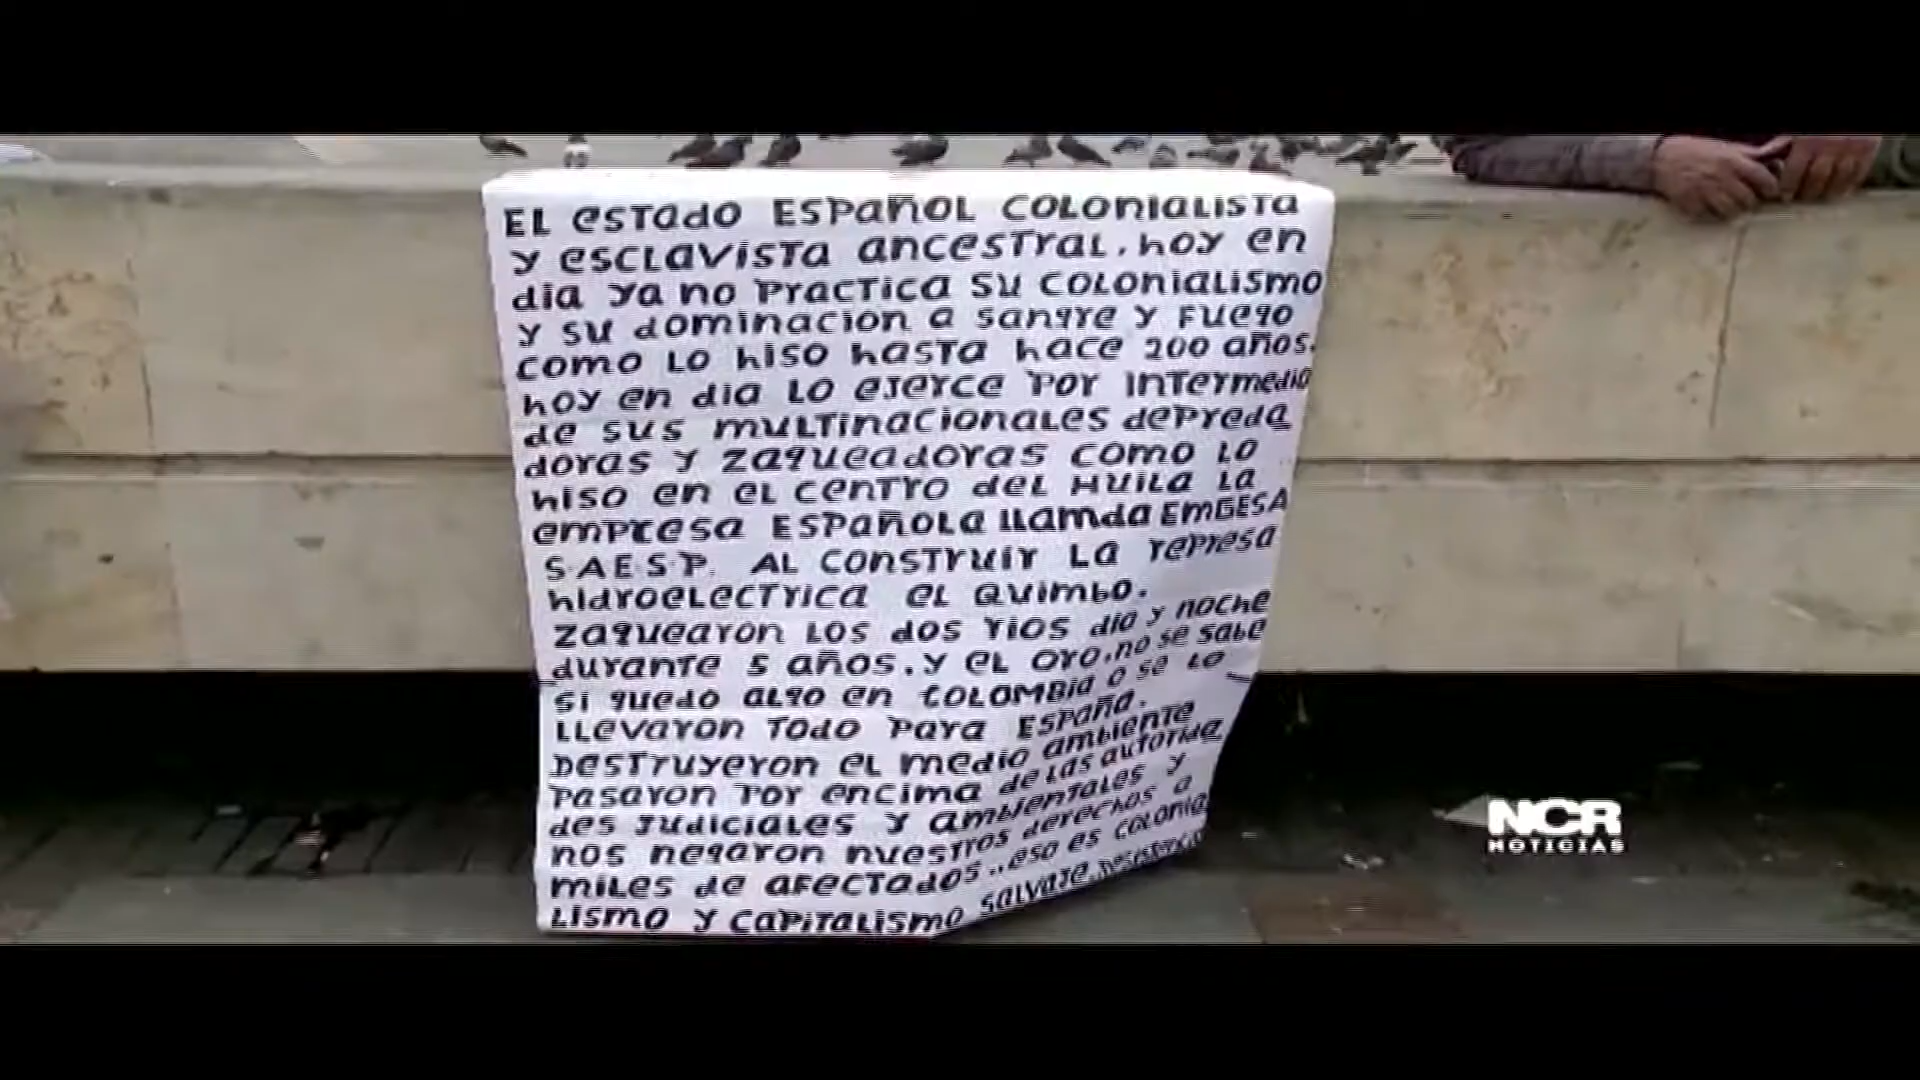 EL estado Español colonialista
y esclavista ancestral. hoy en
dia ya no practica su colonialismo
y su dominacion a sangre y fuego
como lo hiso hasta hace 200 años.
hoy en dia lo ejerce por intermedio
de sus multinacionales depreda
doras y zaqueadoras como lo
hiso en el centro del Huila la
empresa Española llamda EMGESA
S.A.E.S.P. AL construir la represa
hidroelectrica el Quimbo.
zaquearon los dos rios dia y noche
durante 5 años. y el oro. no se sabe
si quedo algo en COLOMBia o se lo
llevaron todo para España.
Destruyeron el medio ambiente
pasaron por encima de las autorida
des judiciales y ambientales y
nos negaron nuestros derechos a
miles de afectados.. eso es colonia
lismo y capitalismo salvaje. resistencia
NCR
NOTICIAS